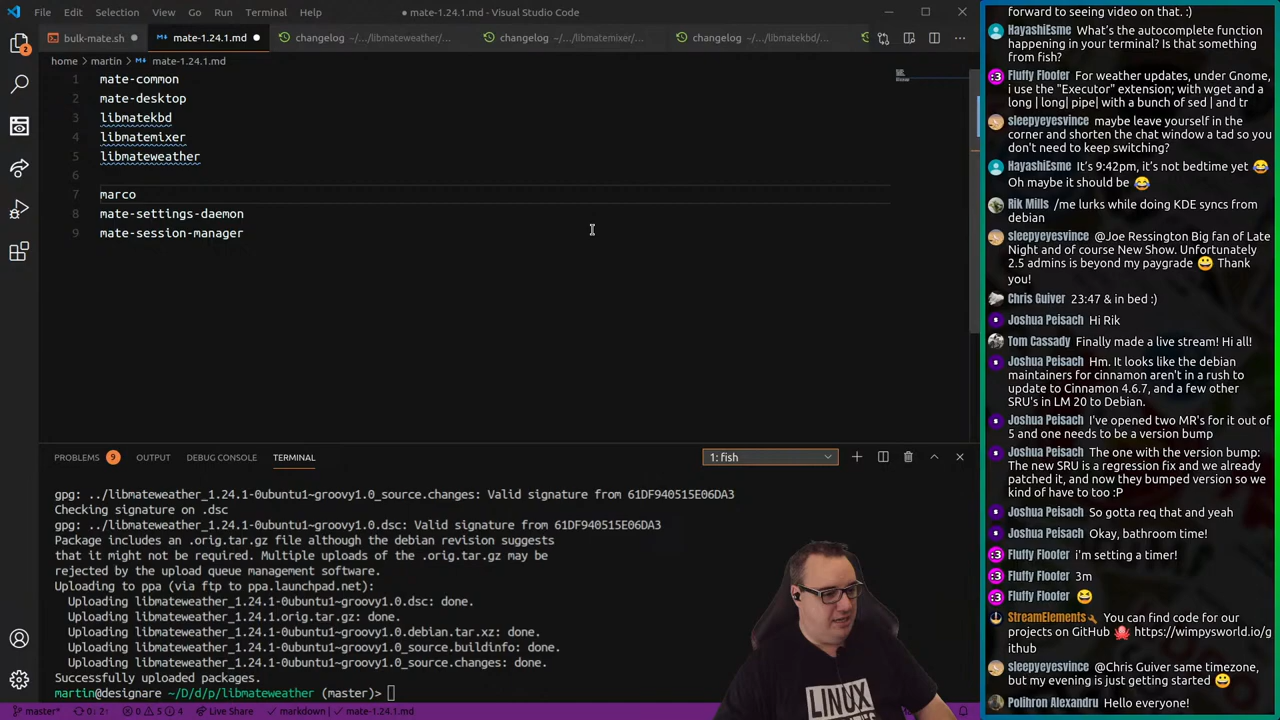 File Edit Selection View Go Run Terminal Help
● mate-1.24.1.md - Visual Studio Code
bulk-mate.sh ●
mate-1.24.1.md ●
changelog ~/.../libmateweather/...
changelog ~/.../libmatemixer/...
changelog ~/.../libmatekbd/...
home > martin > mate-1.24.1.md
1 mate-common
2 mate-desktop
3 libmatekbd
4 libmatemixer
5 libmateweather
6
7 marco
8 mate-settings-daemon
9 mate-session-manager
2
PROBLEMS 9 OUTPUT DEBUG CONSOLE TERMINAL
1: fish
gpg: ../libmateweather_1.24.1-0ubuntu1~groovy1.0_source.changes: Valid signature from 61DF940515E06DA3
Checking signature on .dsc
gpg: ../libmateweather_1.24.1-0ubuntu1~groovy1.0.dsc: Valid signature from 61DF940515E06DA3
Package includes an .orig.tar.gz file although the debian revision suggests
that it might not be required. Multiple uploads of the .orig.tar.gz may be
rejected by the upload queue management software.
Uploading to ppa (via ftp to ppa.launchpad.net):
Uploading libmateweather_1.24.1-0ubuntu1~groovy1.0.dsc: done.
Uploading libmateweather_1.24.1.orig.tar.gz: done.
Uploading libmateweather_1.24.1-0ubuntu1~groovy1.0.debian.tar.xz: done.
Uploading libmateweather_1.24.1-0ubuntu1~groovy1.0_source.buildinfo: done.
Uploading libmateweather_1.24.1-0ubuntu1~groovy1.0_source.changes: done.
Successfully uploaded packages.
martin@designare ~/D/d/p/libmateweather (master)>
master* 0↓ 2↑ 0 5 4 Live Share ✓ markdown | ✓ mate-1.24.1.md
LINUX
forward to seeing video on that. :)
HayashiEsme What's the autocomplete function
happening in your terminal? Is that something
from fish?
Fluffy Floofer For weather updates, under Gnome,
i use the "Executor" extension; with wget and a
long | long| pipe| with a bunch of sed | and tr
sleepyeyesvince maybe leave yourself in the
corner and shorten the chat window a tad so you
don't need to keep switching?
HayashiEsme It's 9:42pm, it's not bedtime yet 😂
Oh maybe it should be 😂
Rik Mills /me lurks while doing KDE syncs from
debian
sleepyeyesvince @Joe Ressington Big fan of Late
Night and of course New Show. Unfortunately
2.5 admins is beyond my paygrade 😀 Thank
you!
Chris Guiver 23:47 & in bed :)
Joshua Peisach Hi Rik
Tom Cassady Finally made a live stream! Hi all!
Joshua Peisach Hm. It looks like the debian
maintainers for cinnamon aren't in a rush to
update to Cinnamon 4.6.7, and a few other
SRU's in LM 20 to Debian.
Joshua Peisach I've opened two MR's for it out of
5 and one needs to be a version bump
Joshua Peisach The one with the version bump:
The new SRU is a regression fix and we already
patched it, and now they bumped version so we
kind of have to too :P
Joshua Peisach So gotta req that and yeah
Joshua Peisach Okay, bathroom time!
Fluffy Floofer i'm setting a timer!
Fluffy Floofer 3m
Fluffy Floofer 😂
StreamElements You can find code for our
projects on GitHub 🐙 https://wimpysworld.io/g
ithub
sleepyeyesvince @Chris Guiver same timezone,
but my evening is just getting started 😀
Polihron Alexandru Hello everyone!